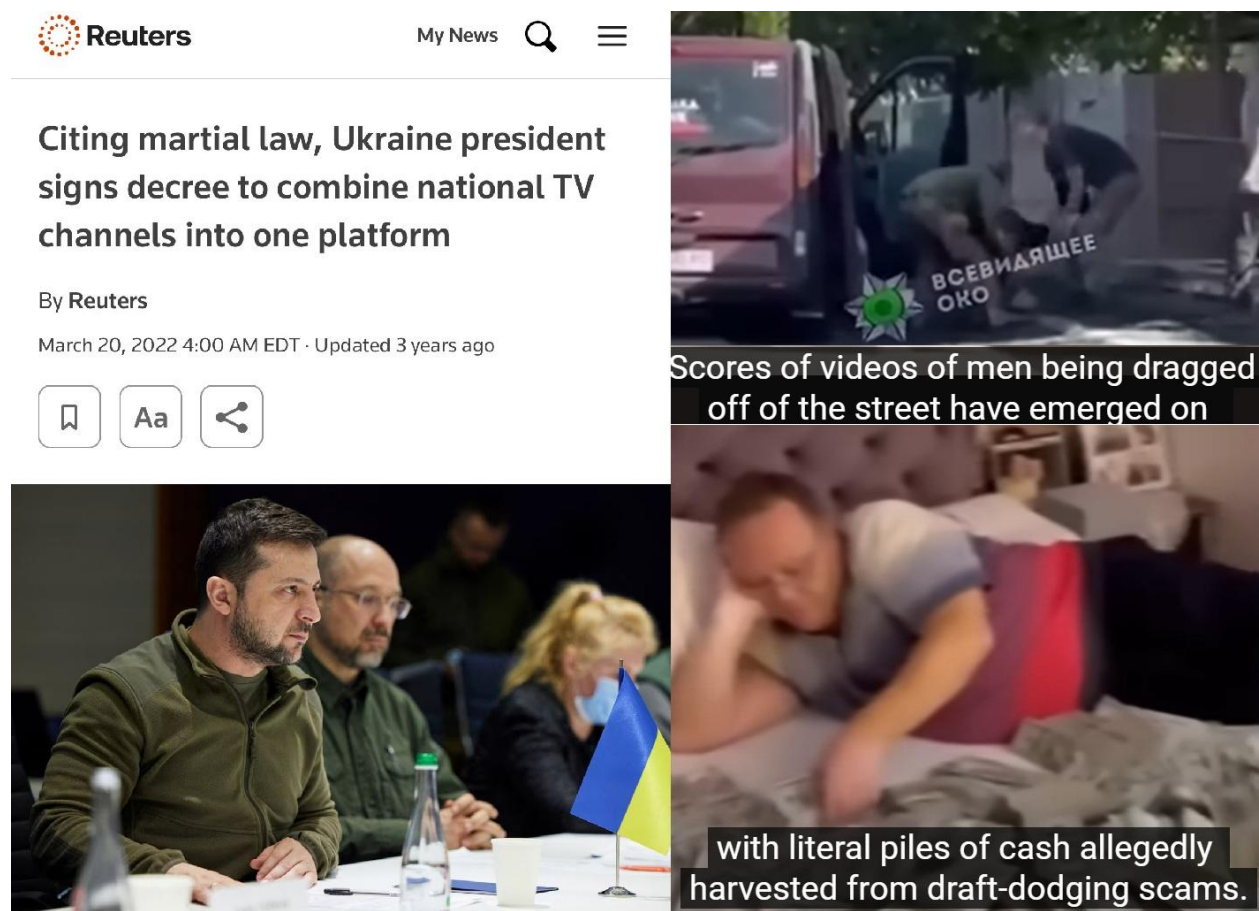 Reuters
My News
Citing martial law, Ukraine president
signs decree to combine national TV
channels into one platform
By Reuters
March 20, 2022 4:00 AM EDT · Updated 3 years ago
Aa
ВСЕВИДЯЩЕЕ
ОКО
Scores of videos of men being dragged
off of the street have emerged on
with literal piles of cash allegedly
harvested from draft-dodging scams.